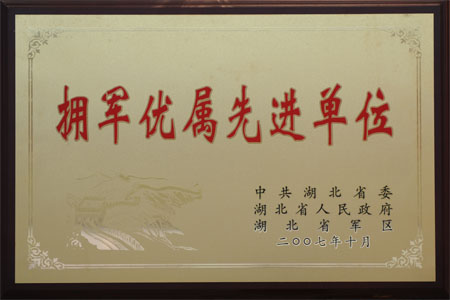 拥军优属先进单位
中共湖北省委
湖北省人民政府
湖北省军区
二〇〇七年十月